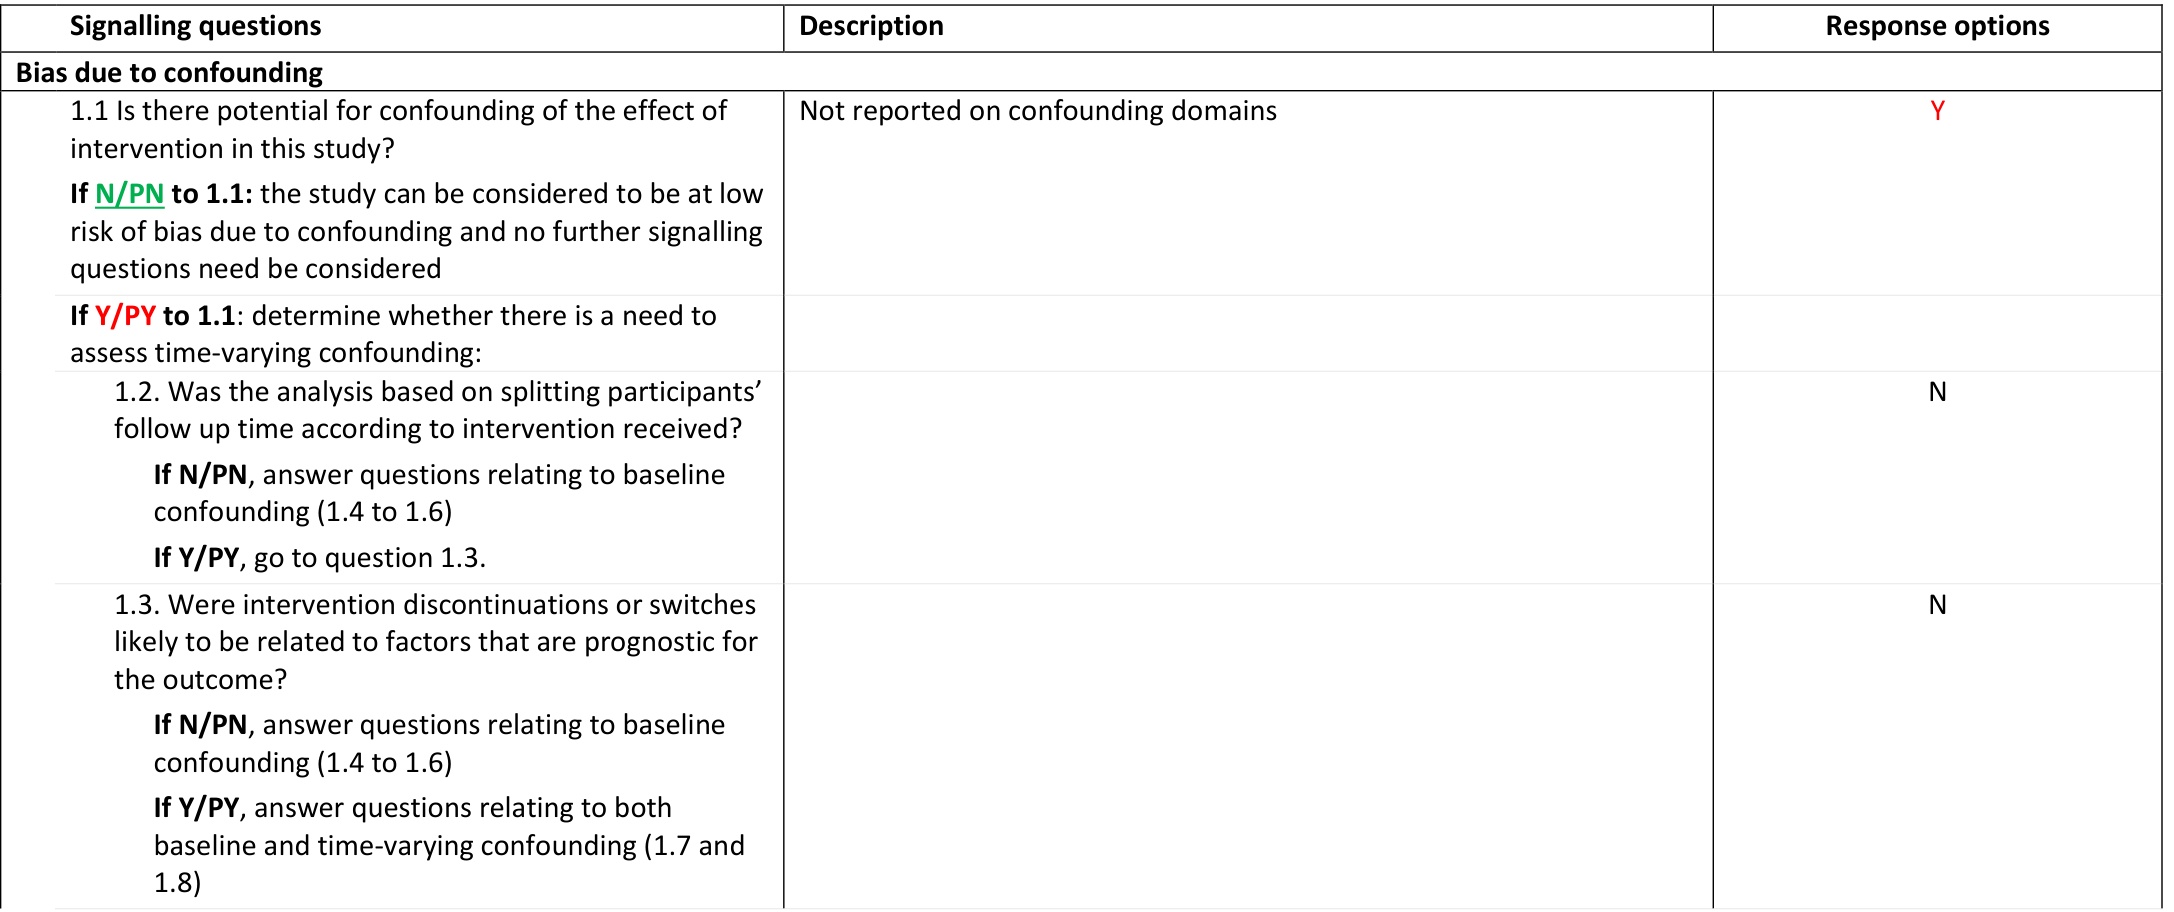 Signalling questions Description Response options
Bias due to confounding
1.1 Is there potential for confounding of the effect of
intervention in this study?
If N/PN to 1.1: the study can be considered to be at low
risk of bias due to confounding and no further signalling
questions need be considered
Not reported on confounding domains
Y
If Y/PY to 1.1: determine whether there is a need to
assess time-varying confounding:
1.2. Was the analysis based on splitting participants’
follow up time according to intervention received?
If N/PN, answer questions relating to baseline
confounding (1.4 to 1.6)
If Y/PY, go to question 1.3.
N
1.3. Were intervention discontinuations or switches
likely to be related to factors that are prognostic for
the outcome?
If N/PN, answer questions relating to baseline
confounding (1.4 to 1.6)
If Y/PY, answer questions relating to both
baseline and time-varying confounding (1.7 and
1.8)
N